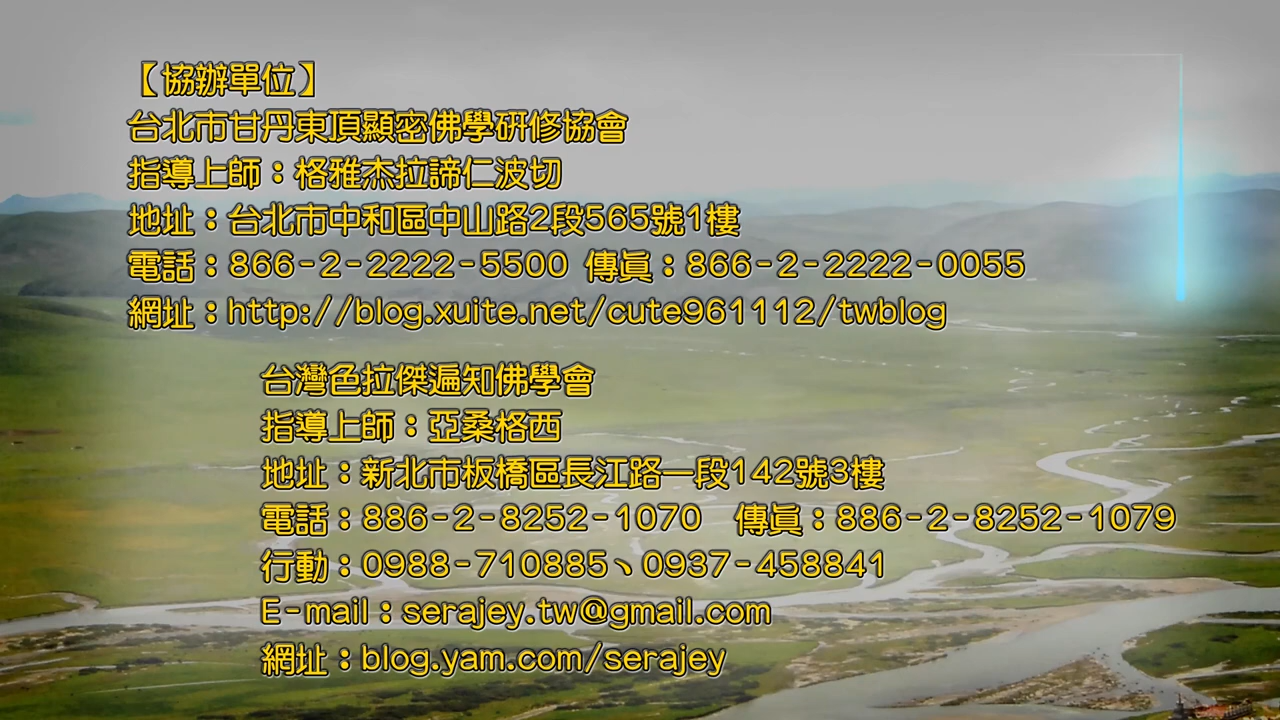 【協辦單位】
台北市甘丹東頂顯密佛學研修協會
指導上師：格雅杰拉諦仁波切
地址：台北市中和區中山路2段565號1樓
電話：866-2-2222-5500 傳真：866-2-2222-0055
網址：http://blog.xuite.net/cute961112/twblog
台灣色拉傑遍知佛學會
指導上師：亞桑格西
地址：新北市板橋區長江路一段142號3樓
電話：886-2-8252-1070 傳真：886-2-8252-1079
行動：0988-710885、0937-458841
E-mail：serajey.tw@gmail.com
網址：blog.yam.com/serajey